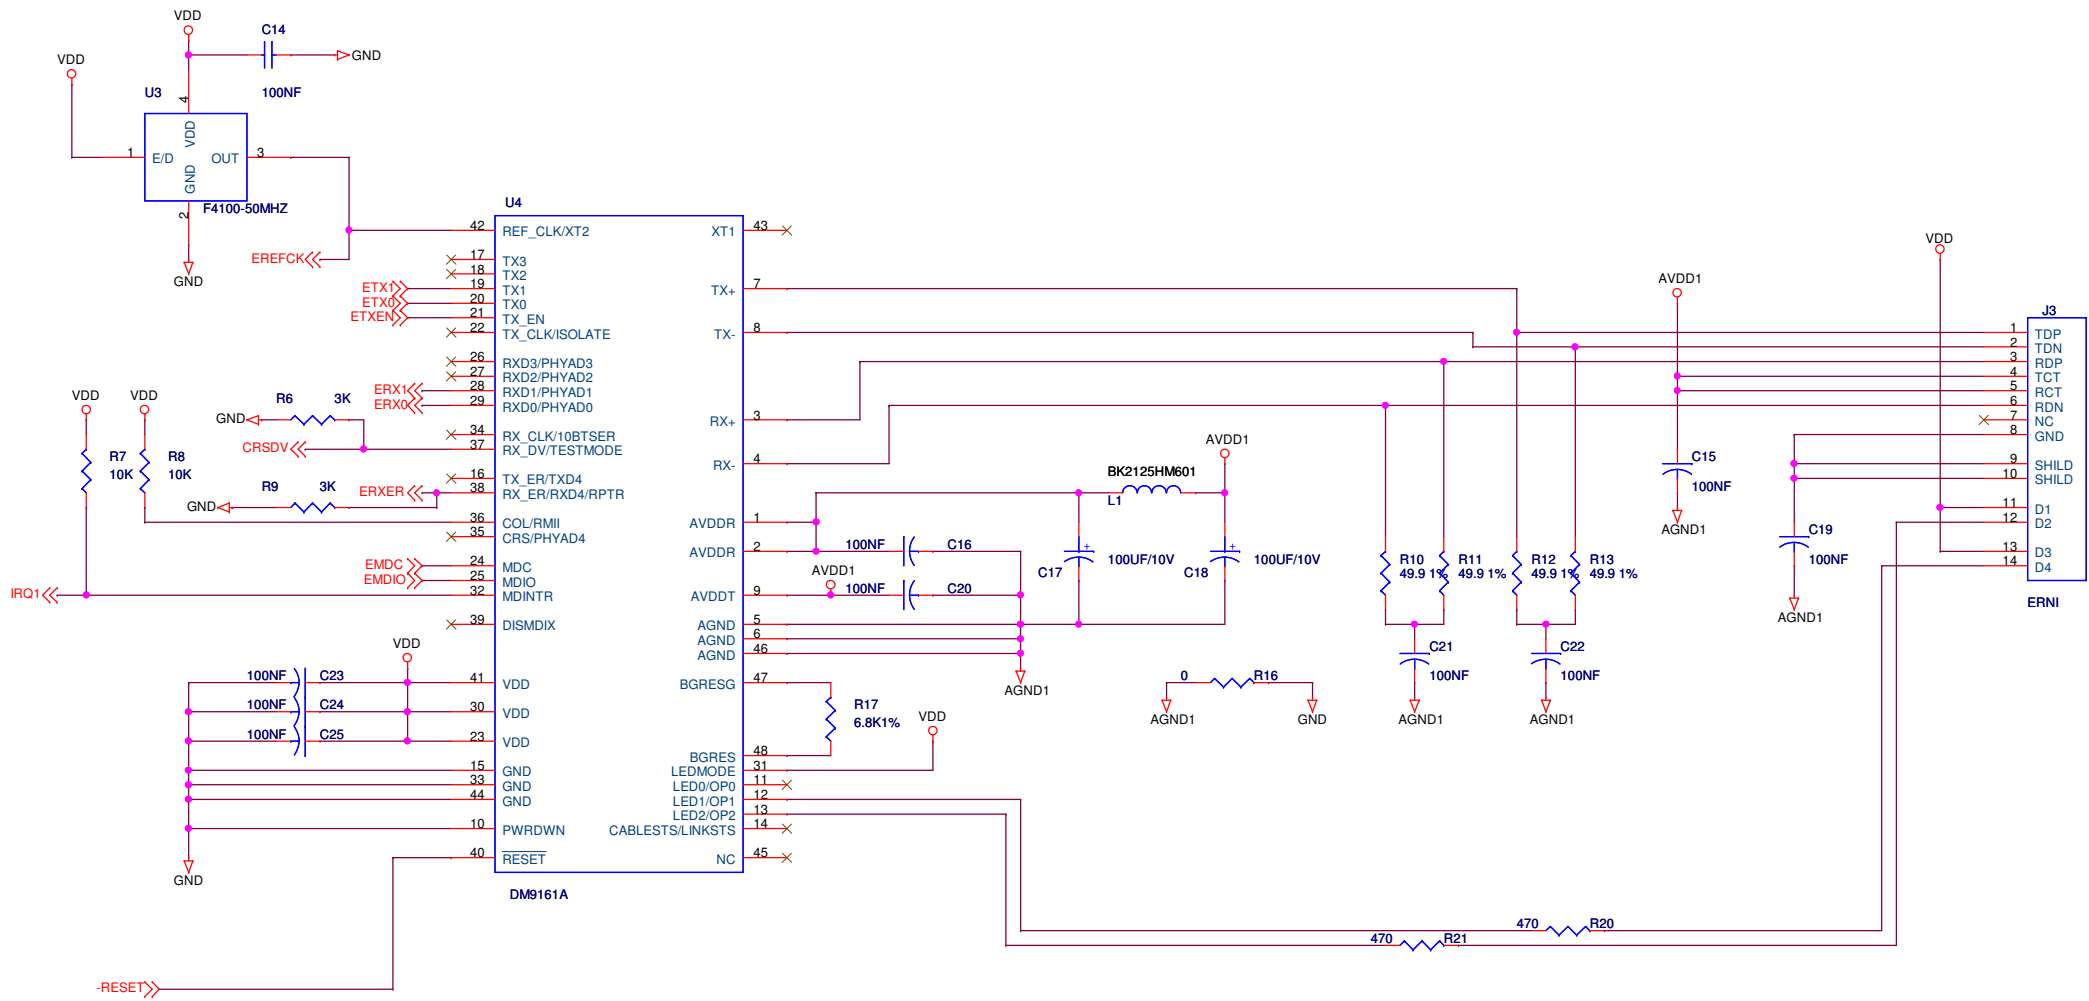 VDD
C14
GND
100NF
VDD
U3
4
VDD
1
E/D
OUT
3
GND
2
F4100-50MHZ
GND
EREFCK
U4
42
REF_CLK/XT2
17
TX3
18
TX2
ETX1
19
TX1
ETX0
20
TX0
ETXEN
21
TX_EN
22
TX_CLK/ISOLATE
26
RXD3/PHYAD3
27
RXD2/PHYAD2
ERX1
28
RXD1/PHYAD1
ERX0
29
RXD0/PHYAD0
34
RX_CLK/10BTSER
CRSDV
37
RX_DV/TESTMODE
16
TX_ER/TXD4
ERXER
38
RX_ER/RXD4/RPTR
36
COL/RMII
35
CRS/PHYAD4
EMDC
24
MDC
EMDIO
25
MDIO
IRQ1
32
MDINTR
39
DISMDIX
41
VDD
30
VDD
23
VDD
15
GND
33
GND
44
GND
10
PWRDWN
40
RESET
DM9161A
-RESET
VDD
VDD
R6
3K
GND
R7
10K
R8
10K
R9
3K
GND
VDD
100NF
C23
100NF
C24
100NF
C25
GND
XT1
43
TX+
7
TX-
8
RX+
3
RX-
4
AVDDR
1
AVDDR
2
AVDDT
9
AGND
5
AGND
6
AGND
46
BGRESG
47
BGRES
48
LEDMODE
31
LED0/OP0
11
LED1/OP1
12
LED2/OP2
13
CABLESTS/LINKSTS
14
NC
45
100NF
C16
AVDD1
100NF
C20
AGND1
R17
6.8K1%
VDD
BK2125HM601
L1
AVDD1
C17
100UF/10V
C18
100UF/10V
0
R16
AGND1
GND
R10
49.9 1%
R11
49.9 1%
R12
49.9 1%
R13
49.9 1%
C21
100NF
AGND1
C22
100NF
AGND1
AVDD1
C15
100NF
AGND1
C19
100NF
AGND1
VDD
J3
1
TDP
2
TDN
3
RDP
4
TCT
5
RCT
6
RDN
7
NC
8
GND
9
SHILD
10
SHILD
11
D1
12
D2
13
D3
14
D4
ERNI
470
R20
470
R21